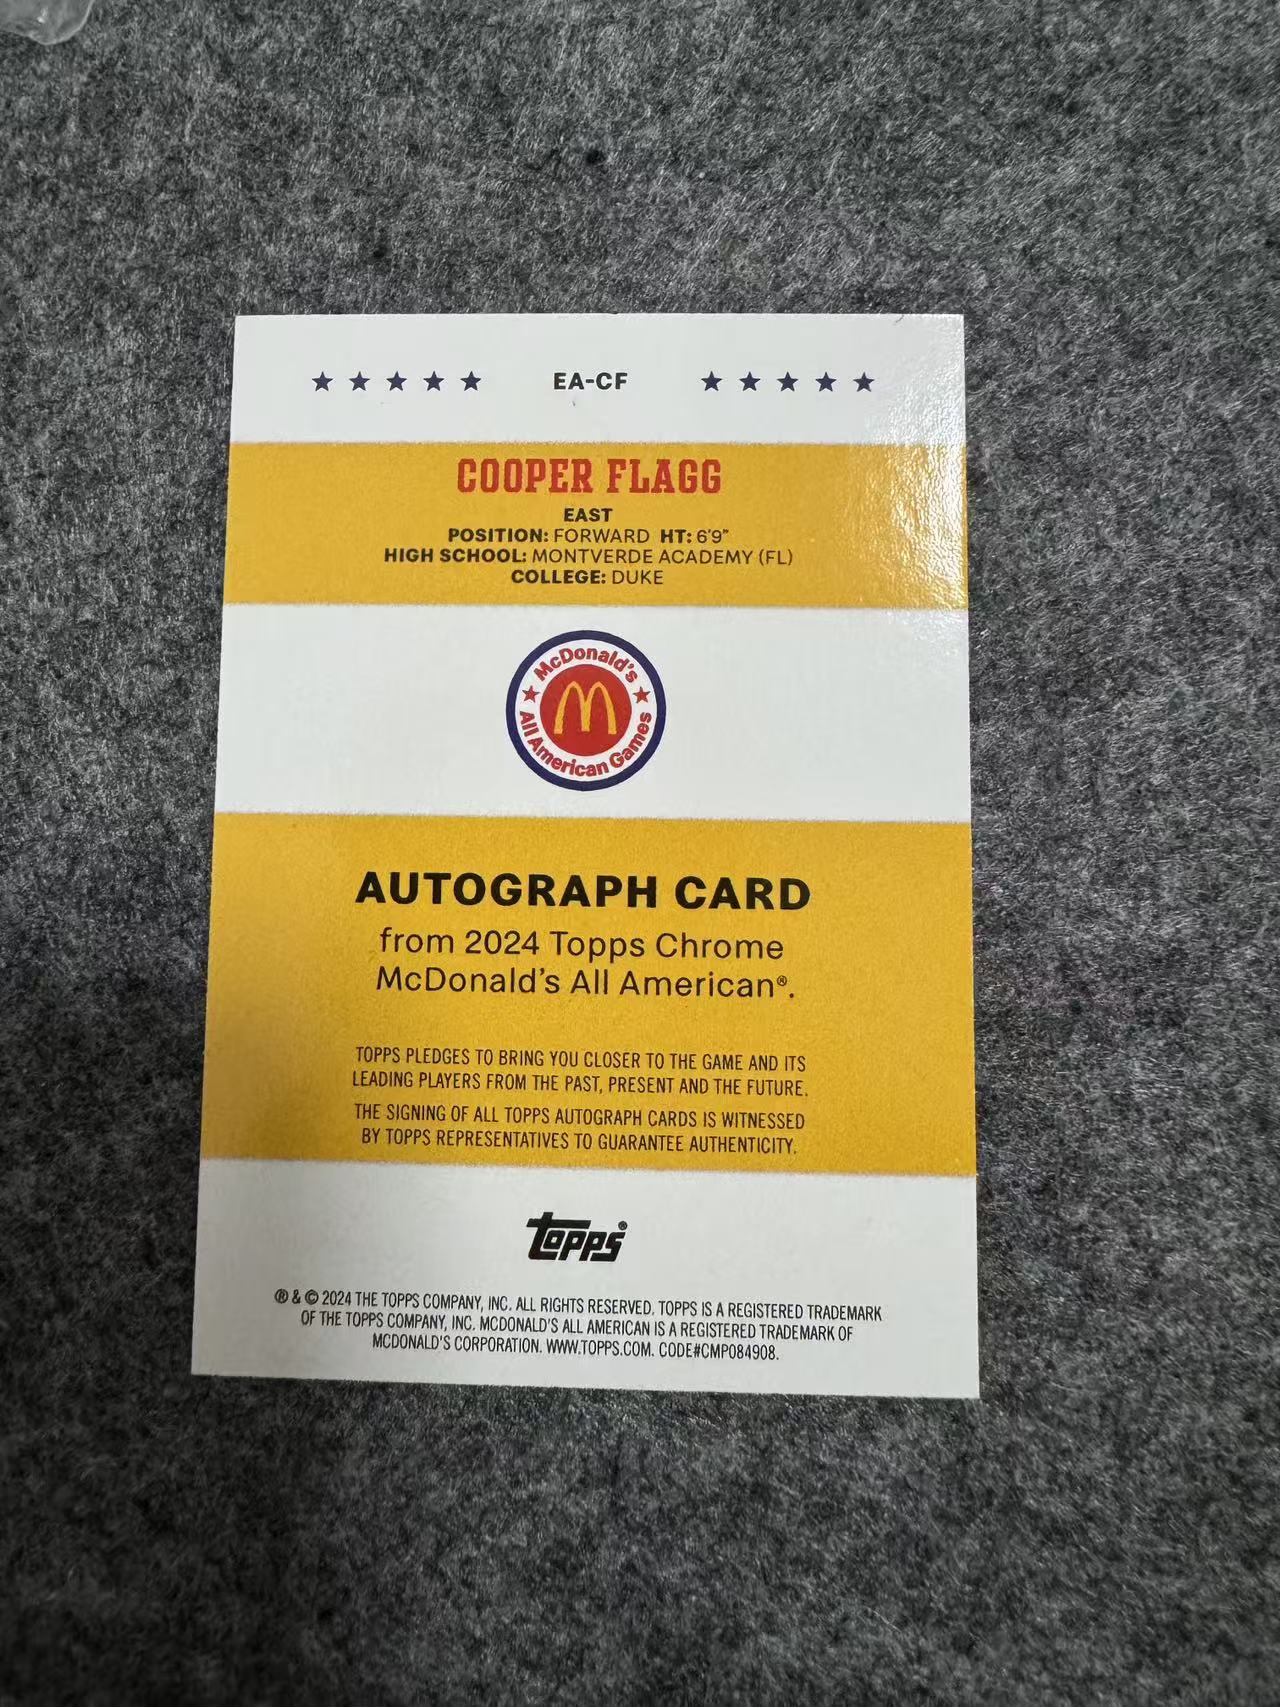 ★ ★ ★ ★ ★ EA-CF ★ ★ ★ ★ ★
COOPER FLAGG
EAST
POSITION: FORWARD HT: 6'9"
HIGH SCHOOL: MONTVERDE ACADEMY (FL)
COLLEGE: DUKE
McDonald's
All American Games
AUTOGRAPH CARD
from 2024 Topps Chrome
McDonald's All American®.
TOPPS PLEDGES TO BRING YOU CLOSER TO THE GAME AND ITS
LEADING PLAYERS FROM THE PAST, PRESENT AND THE FUTURE.
THE SIGNING OF ALL TOPPS AUTOGRAPH CARDS IS WITNESSED
BY TOPPS REPRESENTATIVES TO GUARANTEE AUTHENTICITY.
topps®
® & © 2024 THE TOPPS COMPANY, INC. ALL RIGHTS RESERVED. TOPPS IS A REGISTERED TRADEMARK
OF THE TOPPS COMPANY, INC. MCDONALD'S ALL AMERICAN IS A REGISTERED TRADEMARK OF
MCDONALD'S CORPORATION. WWW.TOPPS.COM. CODE#CMP084908.